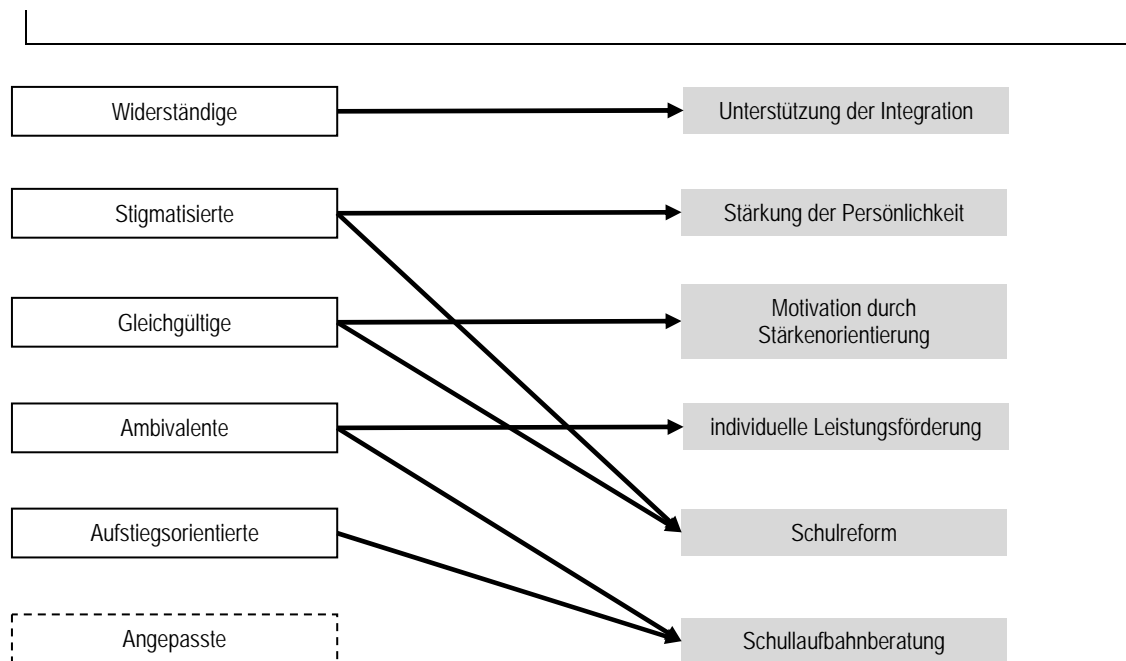 Widerständige
Unterstützung der Integration
Stigmatisierte
Stärkung der Persönlichkeit
Gleichgültige
Motivation durch
Stärkenorientierung
Ambivalente
individuelle Leistungsförderung
Aufstiegsorientierte
Schulreform
Angepasste
Schullaufbahnberatung